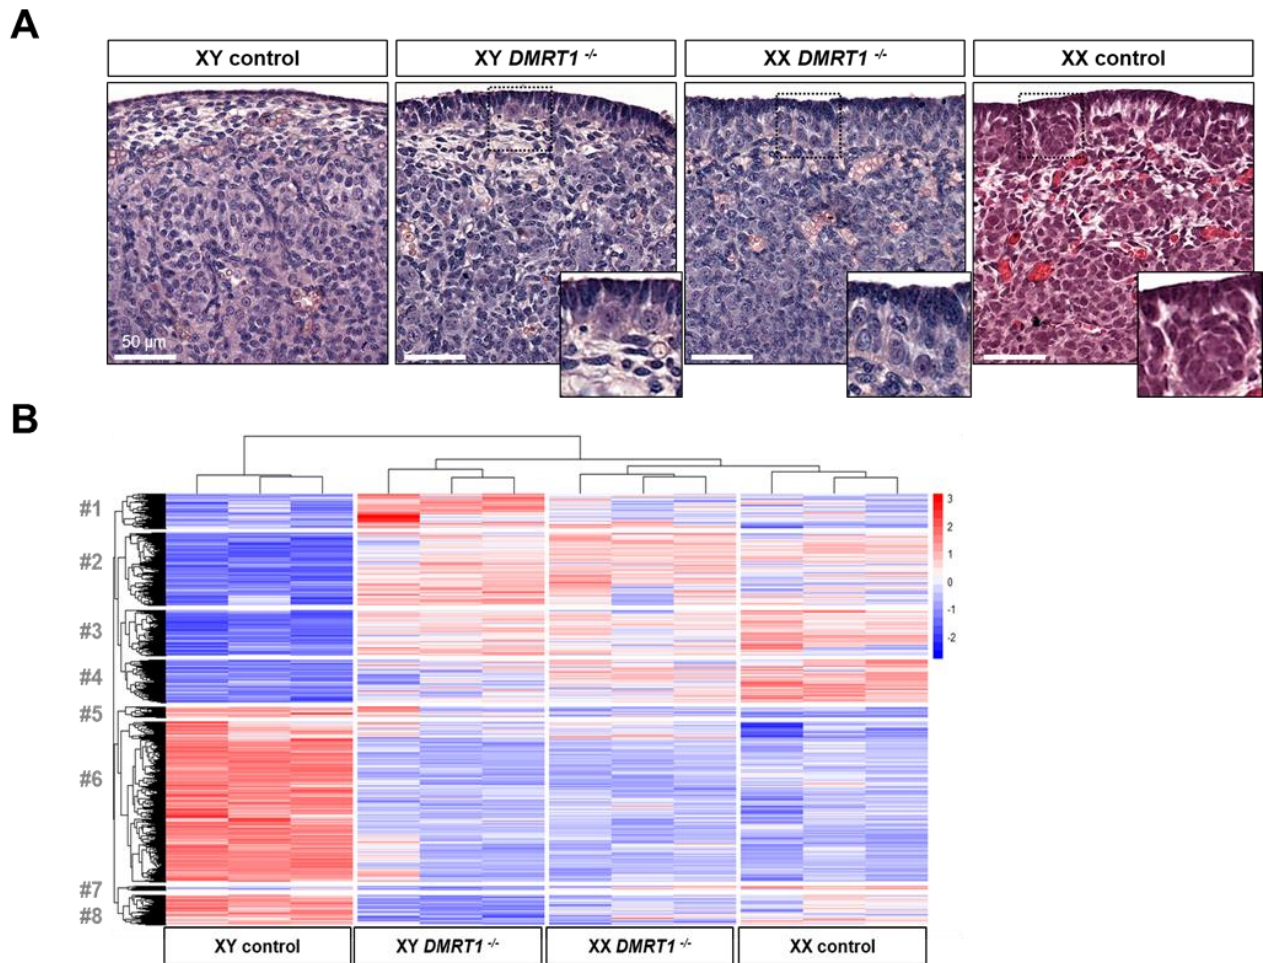 A
XY control
XY DMRT1 -/-
XX DMRT1 -/-
XX control
50 µm
B
#1
#2
#3
#4
#5
#6
#7
#8
3
2
1
0
-1
-2
XY control
XY DMRT1 -/-
XX DMRT1 -/-
XX control